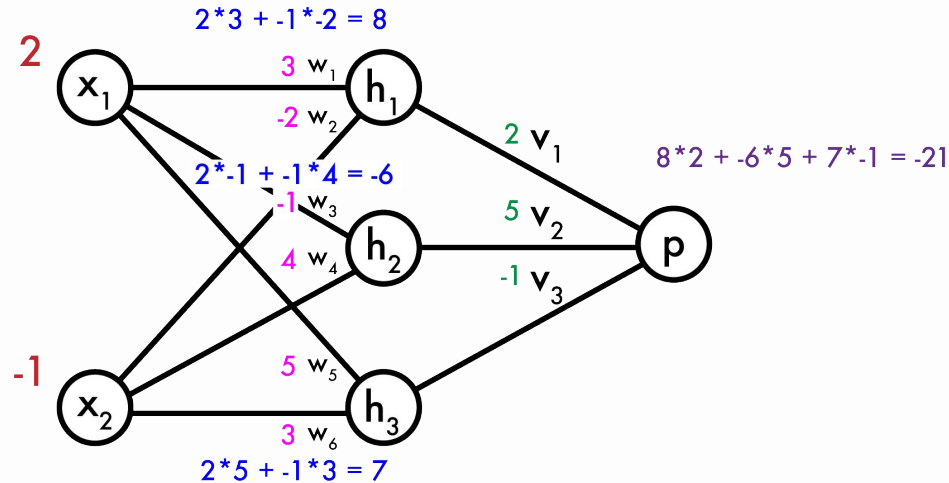 2*3 + -1*-2 = 8
2
x₁
3 w₁
h₁
-2 w₂
2 v₁
8*2 + -6*5 + 7*-1 = -21
2*-1 + -1*4 = -6
-1 w₃
5 v₂
h₂
p
4 w₄
-1 v₃
-1
5 w₅
x₂
h₃
3 w₆
2*5 + -1*3 = 7